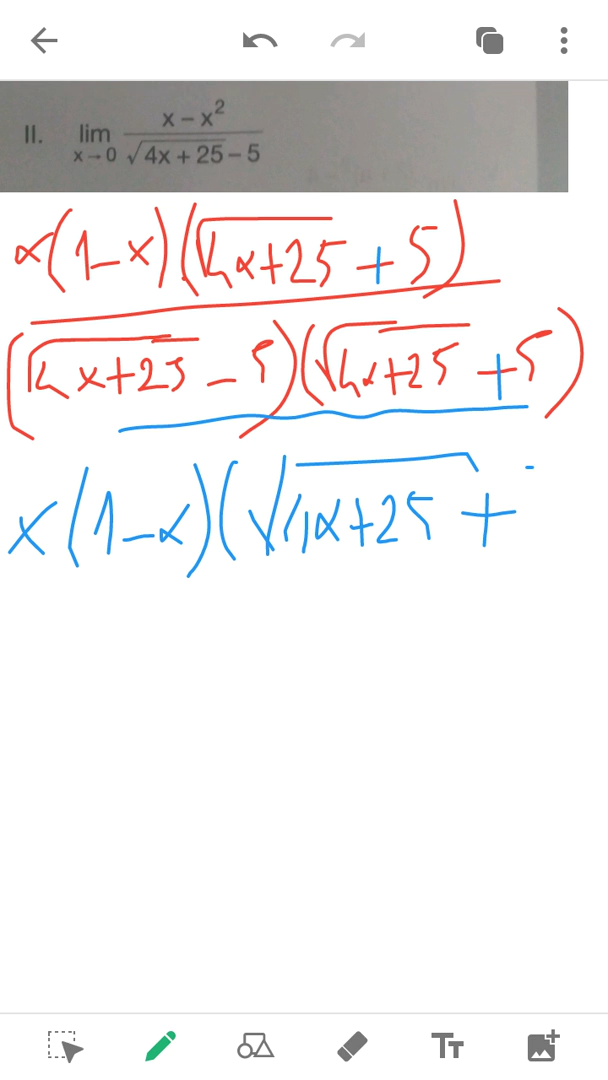 II. lim x→0 x – x² / √4x + 25 – 5
x(1-x)(√4x+25 + 5)
(√4x+25 - 5)(√4x+25 + 5)
x(1-x)(√4x+25 +
Tт